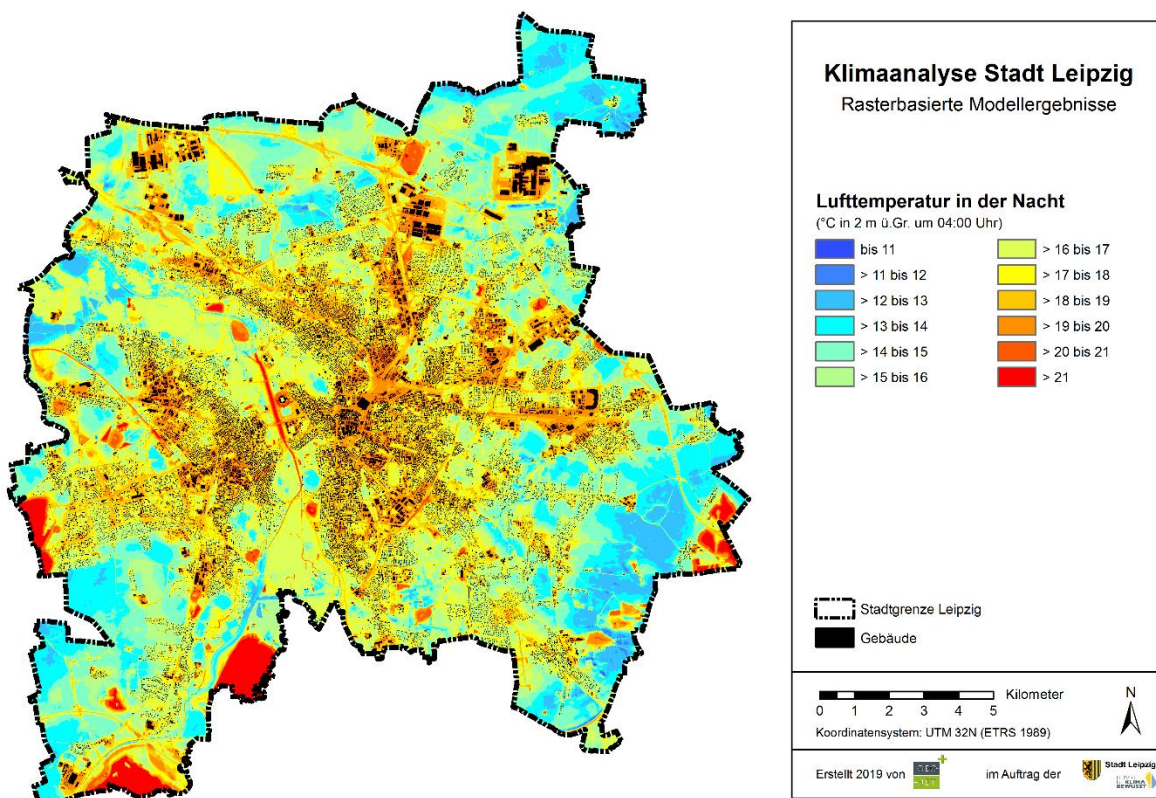 Klimaanalyse Stadt Leipzig
Rasterbasierte Modellergebnisse
Lufttemperatur in der Nacht
(°C in 2 m ü.Gr. um 04:00 Uhr)
bis 11
> 11 bis 12
> 12 bis 13
> 13 bis 14
> 14 bis 15
> 15 bis 16
> 16 bis 17
> 17 bis 18
> 18 bis 19
> 19 bis 20
> 20 bis 21
> 21
Stadtgrenze Leipzig
Gebäude
Kilometer
0 1 2 3 4 5
N
Koordinatensystem: UTM 32N (ETRS 1989)
Erstellt 2019 von
im Auftrag der
Stadt Leipzig
KLIMA
BEWUSST